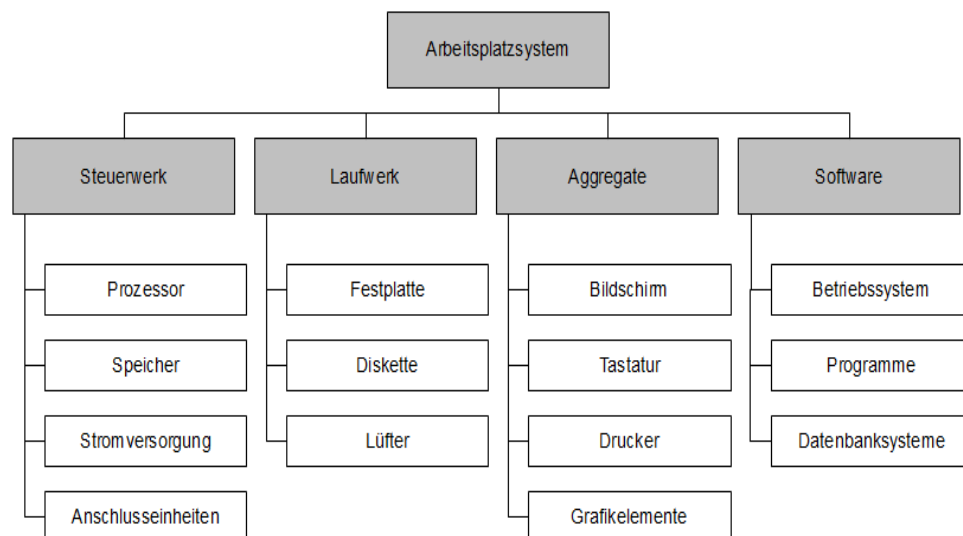 Arbeitsplatzsystem
Steuerwerk
Laufwerk
Aggregate
Software
Prozessor
Festplatte
Bildschirm
Betriebssystem
Speicher
Diskette
Tastatur
Programme
Stromversorgung
Lüfter
Drucker
Datenbanksysteme
Anschlusseinheiten
Grafikelemente